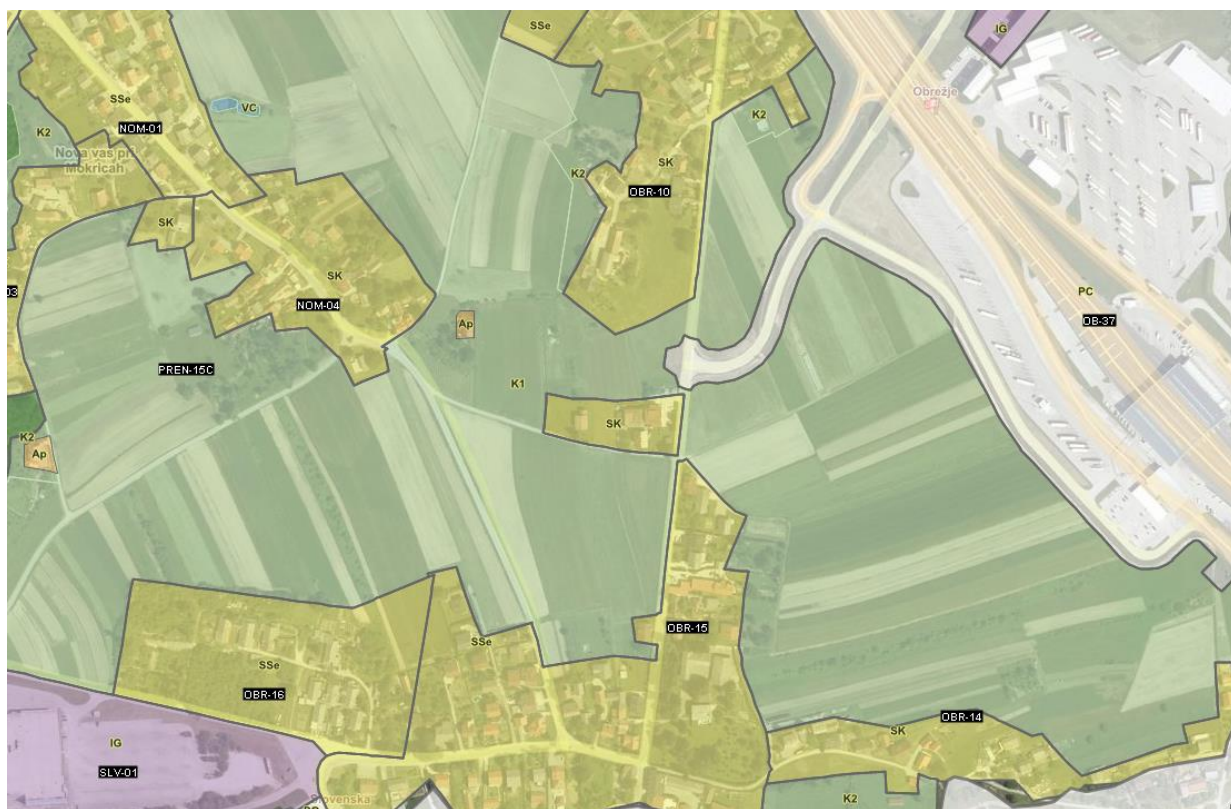 SSe
IG
Obrežje
SSe
VC
K2
NOM-01
K2
Nova vas pri
Mokricah
SK
K2
OBR-10
SK
SK
NOM-04
PC
OB-37
03
Ap
PREN-15C
K1
SK
K2
Ap
OBR-15
SSe
SSe
OBR-16
OBR-14
SK
IG
SLV-01
Slovenska
K2